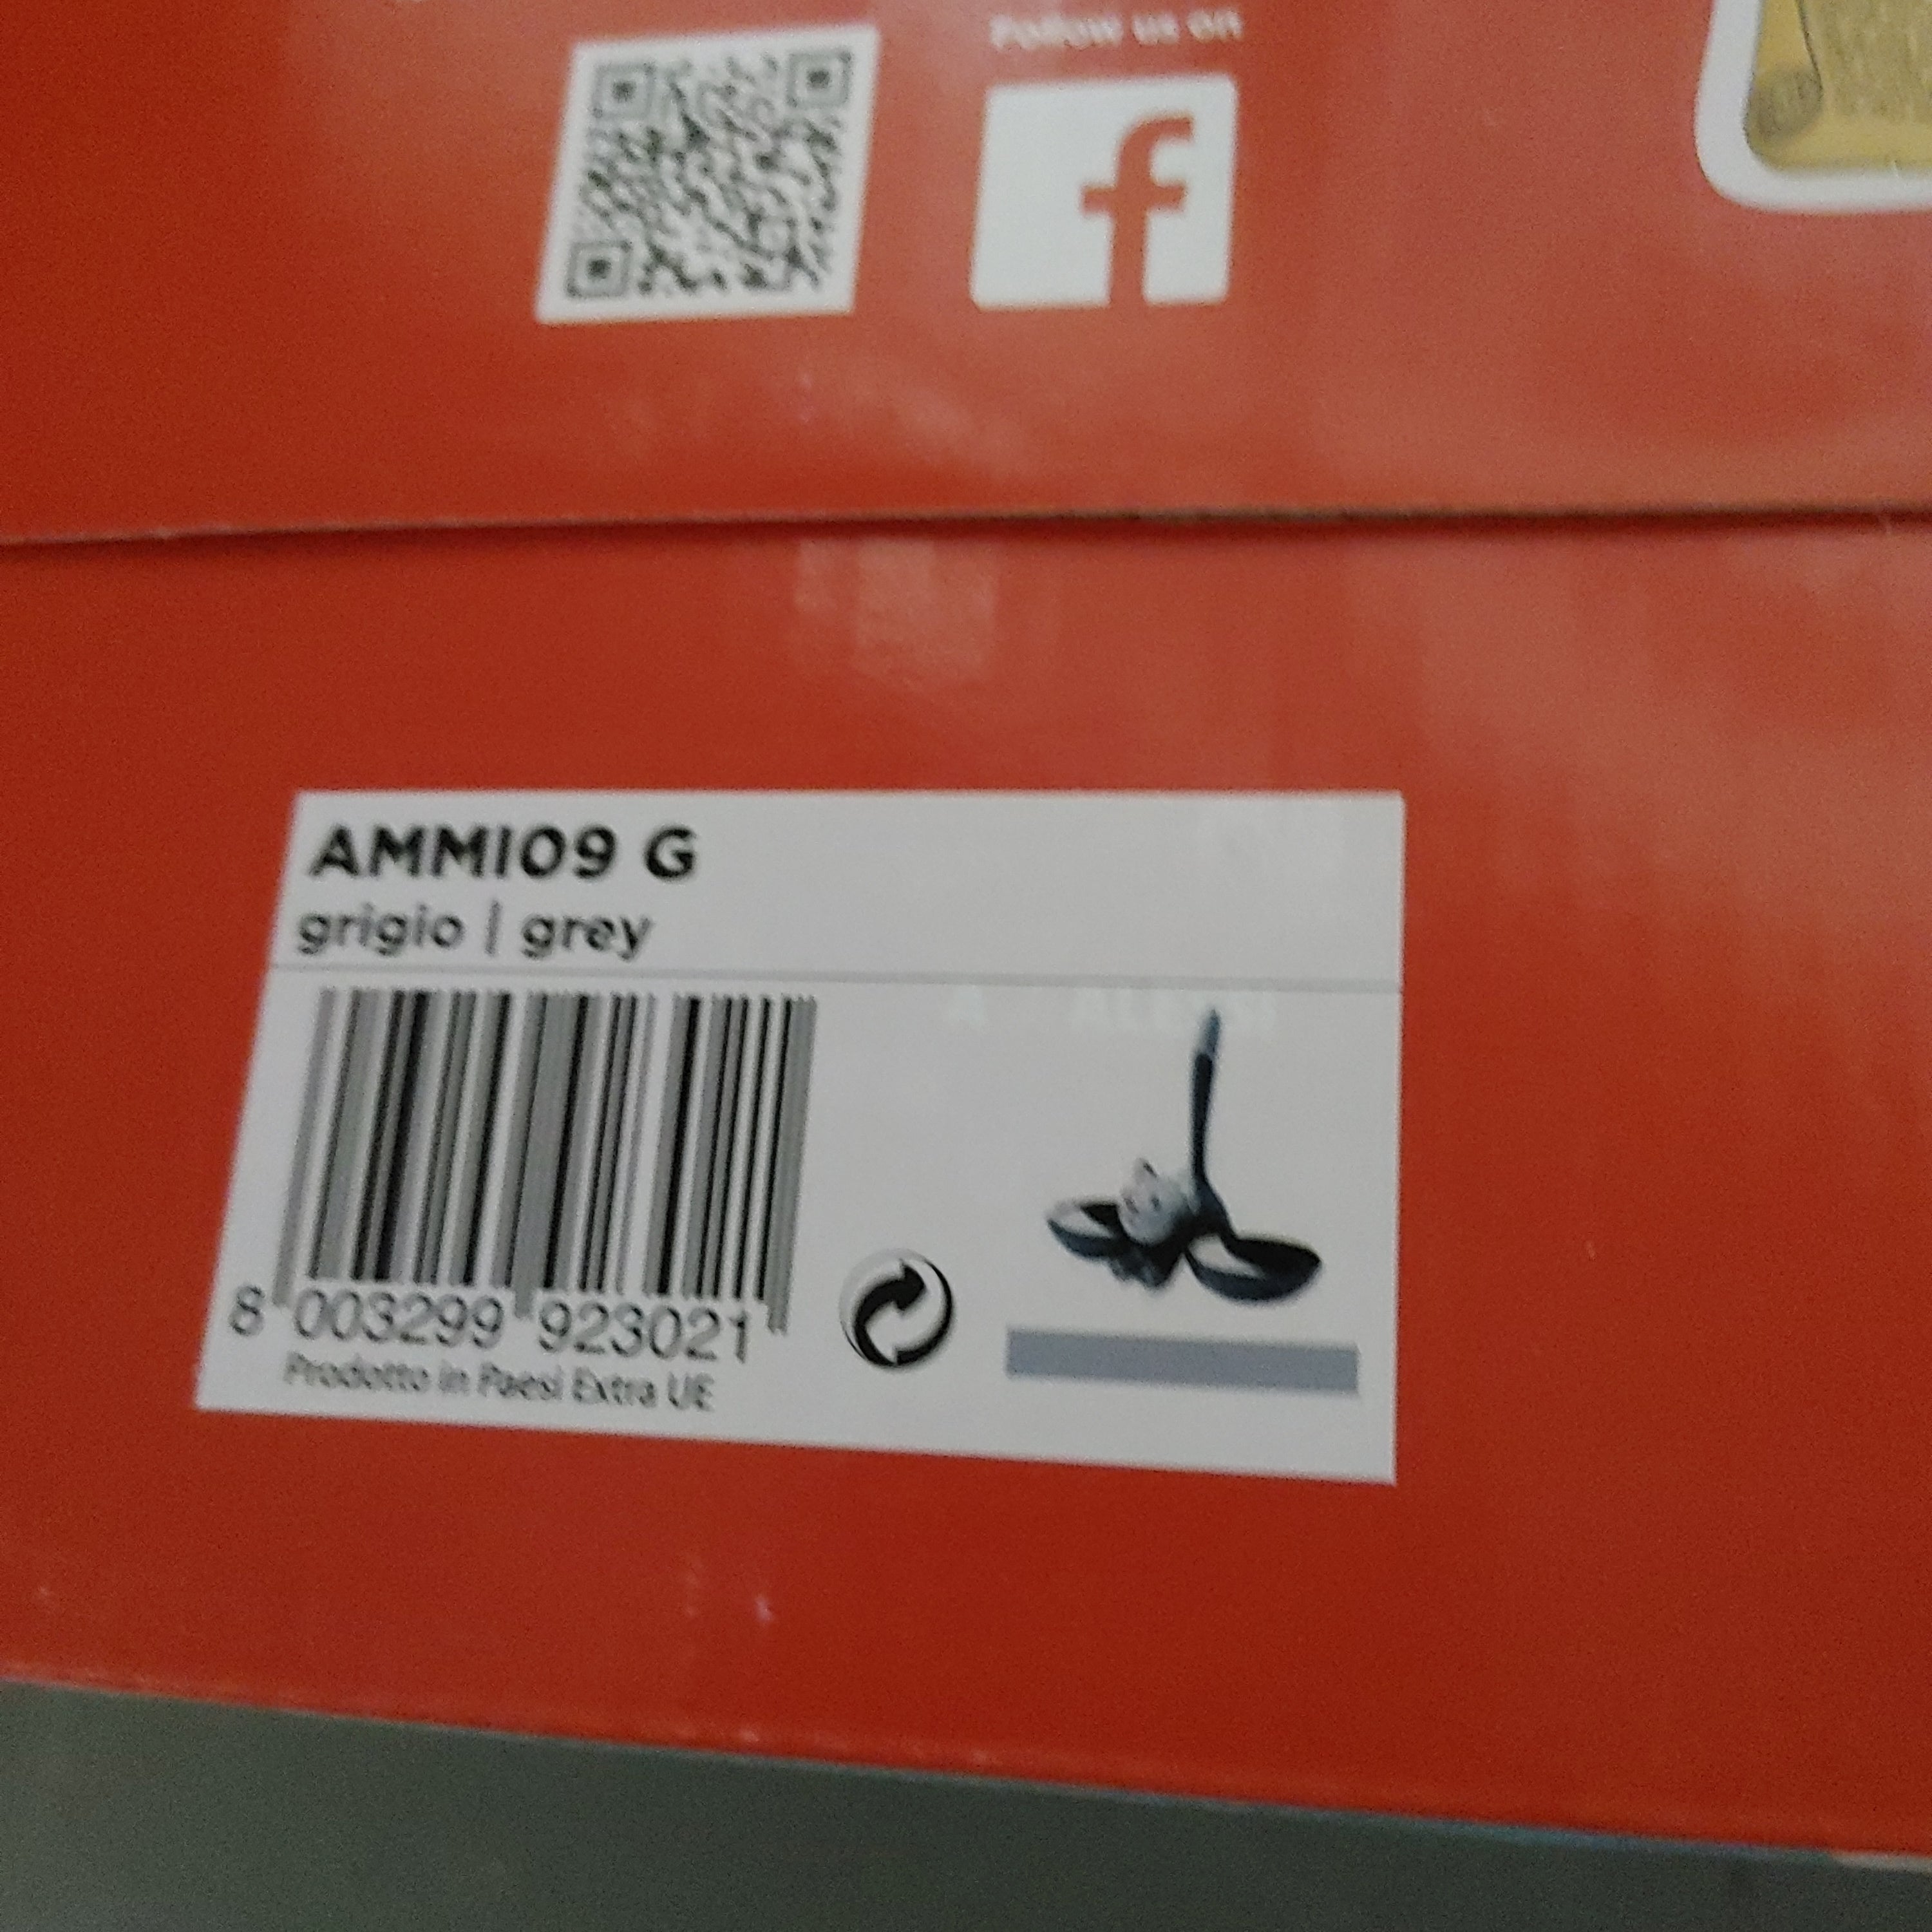 Follow us on
f
AMMI09 G
grigio | grey
8 003299 923021
Prodotto in Paesi Extra UE